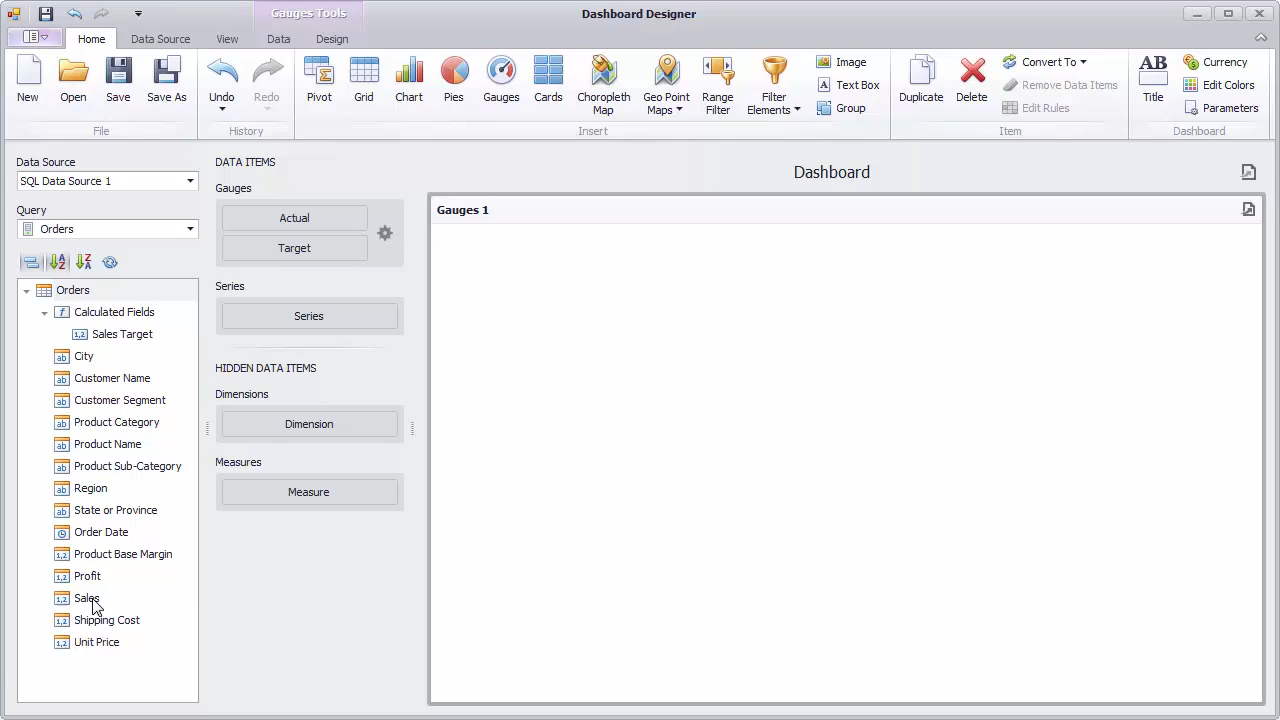 Gauges Tools
Dashboard Designer
Home
Data Source
View
Data
Design
New
Open
Save
Save As
Undo
Redo
Pivot
Grid
Chart
Pies
Gauges
Cards
Choropleth
Map
Geo Point
Maps
Range
Filter
Filter
Elements
Image
Text Box
Group
Duplicate
Delete
Convert To
Remove Data Items
Edit Rules
AB
Title
Currency
Edit Colors
Parameters
File
History
Insert
Item
Dashboard
Data Source
SQL Data Source 1
Query
Orders
Orders
Calculated Fields
Sales Target
City
Customer Name
Customer Segment
Product Category
Product Name
Product Sub-Category
Region
State or Province
Order Date
Product Base Margin
Profit
Sales
Shipping Cost
Unit Price
DATA ITEMS
Gauges
Actual
Target
Series
Series
HIDDEN DATA ITEMS
Dimensions
Dimension
Measures
Measure
Dashboard
Gauges 1